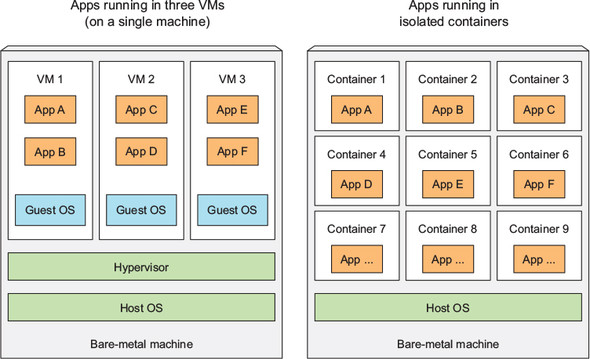 Apps running in three VMs
(on a single machine)
VM 1
VM 2
VM 3
App A
App C
App E
App B
App D
App F
Guest OS
Guest OS
Guest OS
Hypervisor
Host OS
Bare-metal machine
Apps running in
isolated containers
Container 1
Container 2
Container 3
App A
App B
App C
Container 4
Container 5
Container 6
App D
App E
App F
Container 7
Container 8
Container 9
App ...
App ...
App ...
Host OS
Bare-metal machine